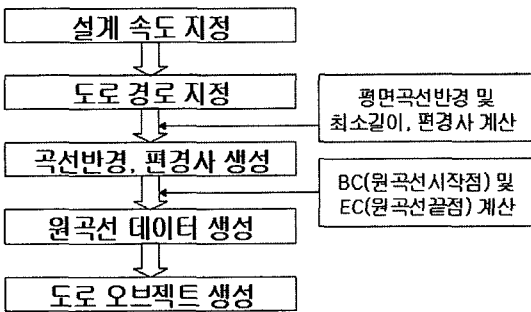 설계 속도 지정
도로 경로 지정
평면곡선반경 및
최소길이, 편경사 계산
곡선반경, 편경사 생성
BC(원곡선시작점) 및
EC(원곡선끝점) 계산
원곡선 데이터 생성
도로 오브젝트 생성